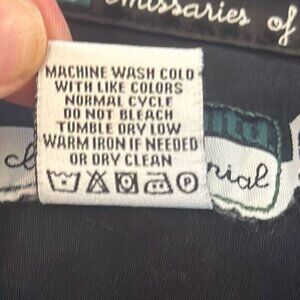 emissaries of
MACHINE WASH COLD
WITH LIKE COLORS
NORMAL CYCLE
DO NOT BLEACH
TUMBLE DRY LOW
WARM IRON IF NEEDED
OR DRY CLEAN
P